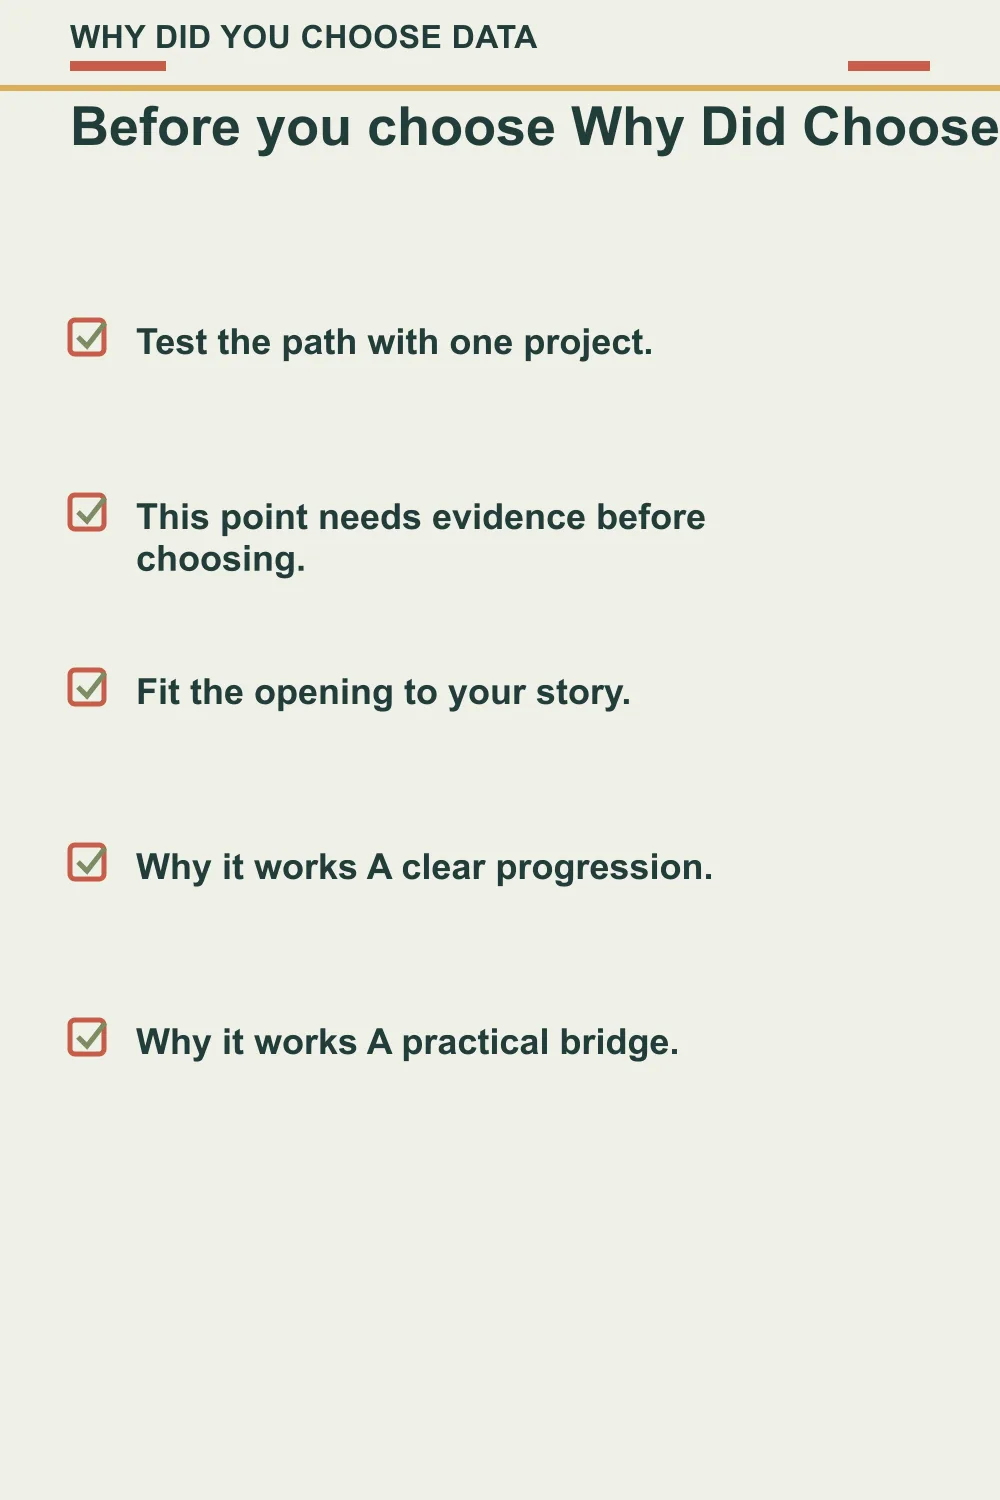 WHY DID YOU CHOOSE DATA
Before you choose Why Did Choose
Test the path with one project.
This point needs evidence before
choosing.
Fit the opening to your story.
Why it works A clear progression.
Why it works A practical bridge.